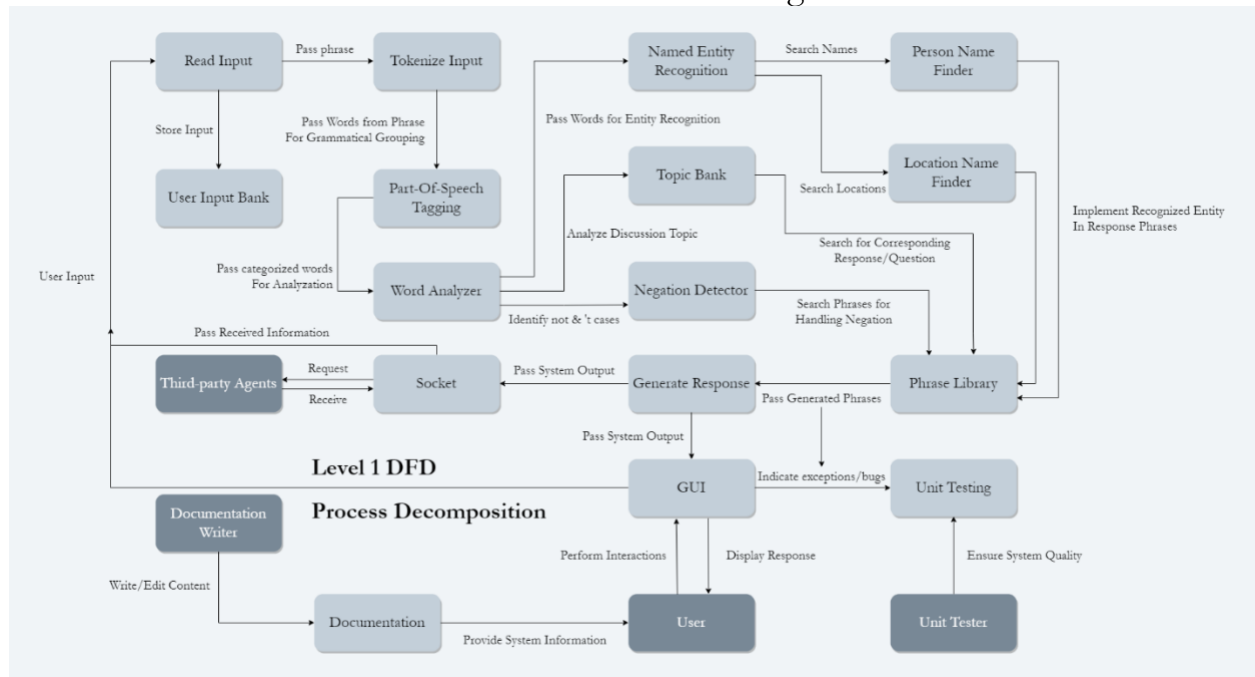 Read Input
Pass phrase
Tokenize Input
Named Entity
Recognition
Search Names
Person Name
Finder
Store Input
Pass Words from Phrase
For Grammatical Grouping
Pass Words for Entity Recognition
User Input Bank
Part-Of-Speech
Tagging
Topic Bank
Search Locations
Location Name
Finder
Implement Recognized Entity
In Response Phrases
Analyze Discussion Topic
Search for Corresponding
Response/Question
User Input
Pass categorized words
For Analyzation
Word Analyzer
Identify not & 't cases
Negation Detector
Search Phrases for
Handling Negation
Pass Received Information
Third-party Agents
Request
Receive
Socket
Pass System Output
Generate Response
Pass Generated Phrases
Phrase Library
Pass System Output
Level 1 DFD
Process Decomposition
GUI
Indicate exceptions/bugs
Unit Testing
Documentation
Writer
Perform Interactions
Display Response
Ensure System Quality
Write/Edit Content
Documentation
Provide System Information
User
Unit Tester